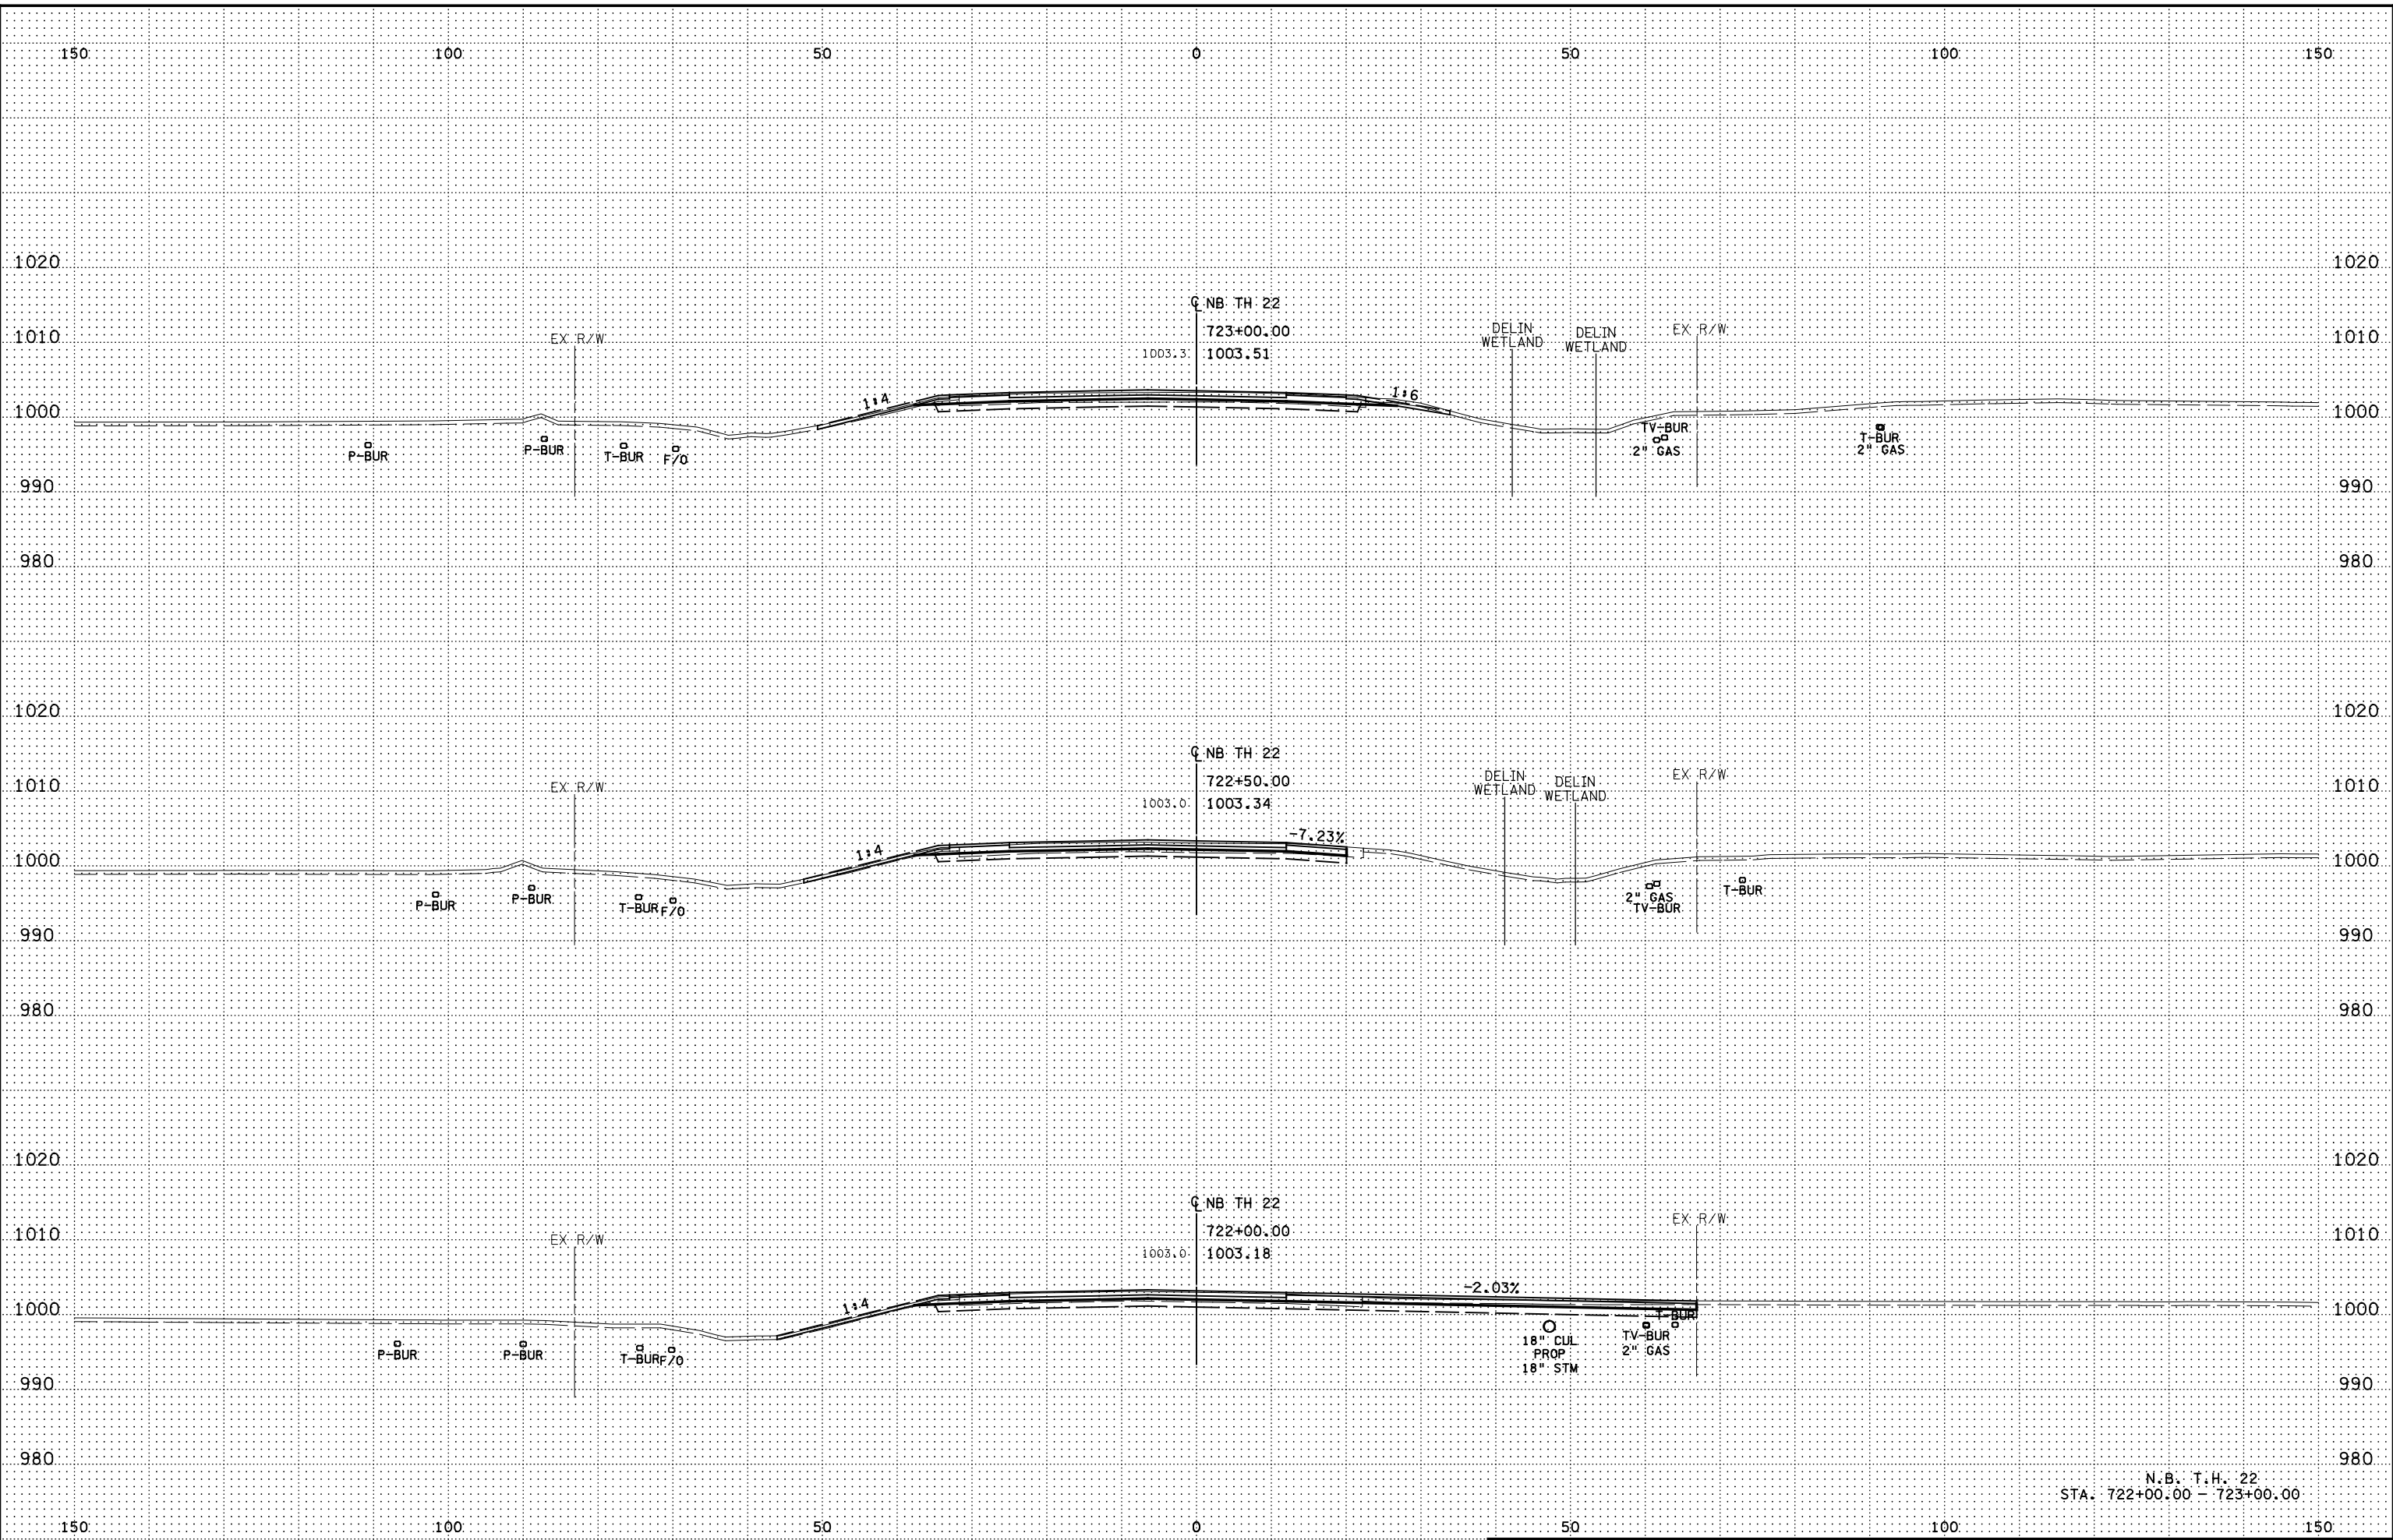 150 100 50 0 50 100 150
1020 1020
℄ NB TH 22
1010 1010
EX R/W
723+00.00
DELIN WETLAND
DELIN WETLAND
EX R/W
1003.3 1003.51
1:4
1:6
1000 1000
P-BUR
P-BUR
T-BUR
F/O
TV-BUR
2" GAS
T-BUR
2" GAS
990 990
980 980
1020 1020
℄ NB TH 22
1010 1010
EX R/W
722+50.00
DELIN WETLAND
DELIN WETLAND
EX R/W
1003.0 1003.34
-7.23%
1:4
1000 1000
P-BUR
P-BUR
T-BUR
F/O
2" GAS
TV-BUR
T-BUR
990 990
980 980
1020 1020
℄ NB TH 22
1010 1010
EX R/W
722+00.00
EX R/W
1003.0 1003.18
-2.03%
1:4
1000 1000
P-BUR
P-BUR
T-BUR
F/O
18" CUL
PROP
18" STM
TV-BUR
2" GAS
T-BUR
990 990
980 980
N.B. T.H. 22
STA. 722+00.00 - 723+00.00
150 100 50 0 50 100 150